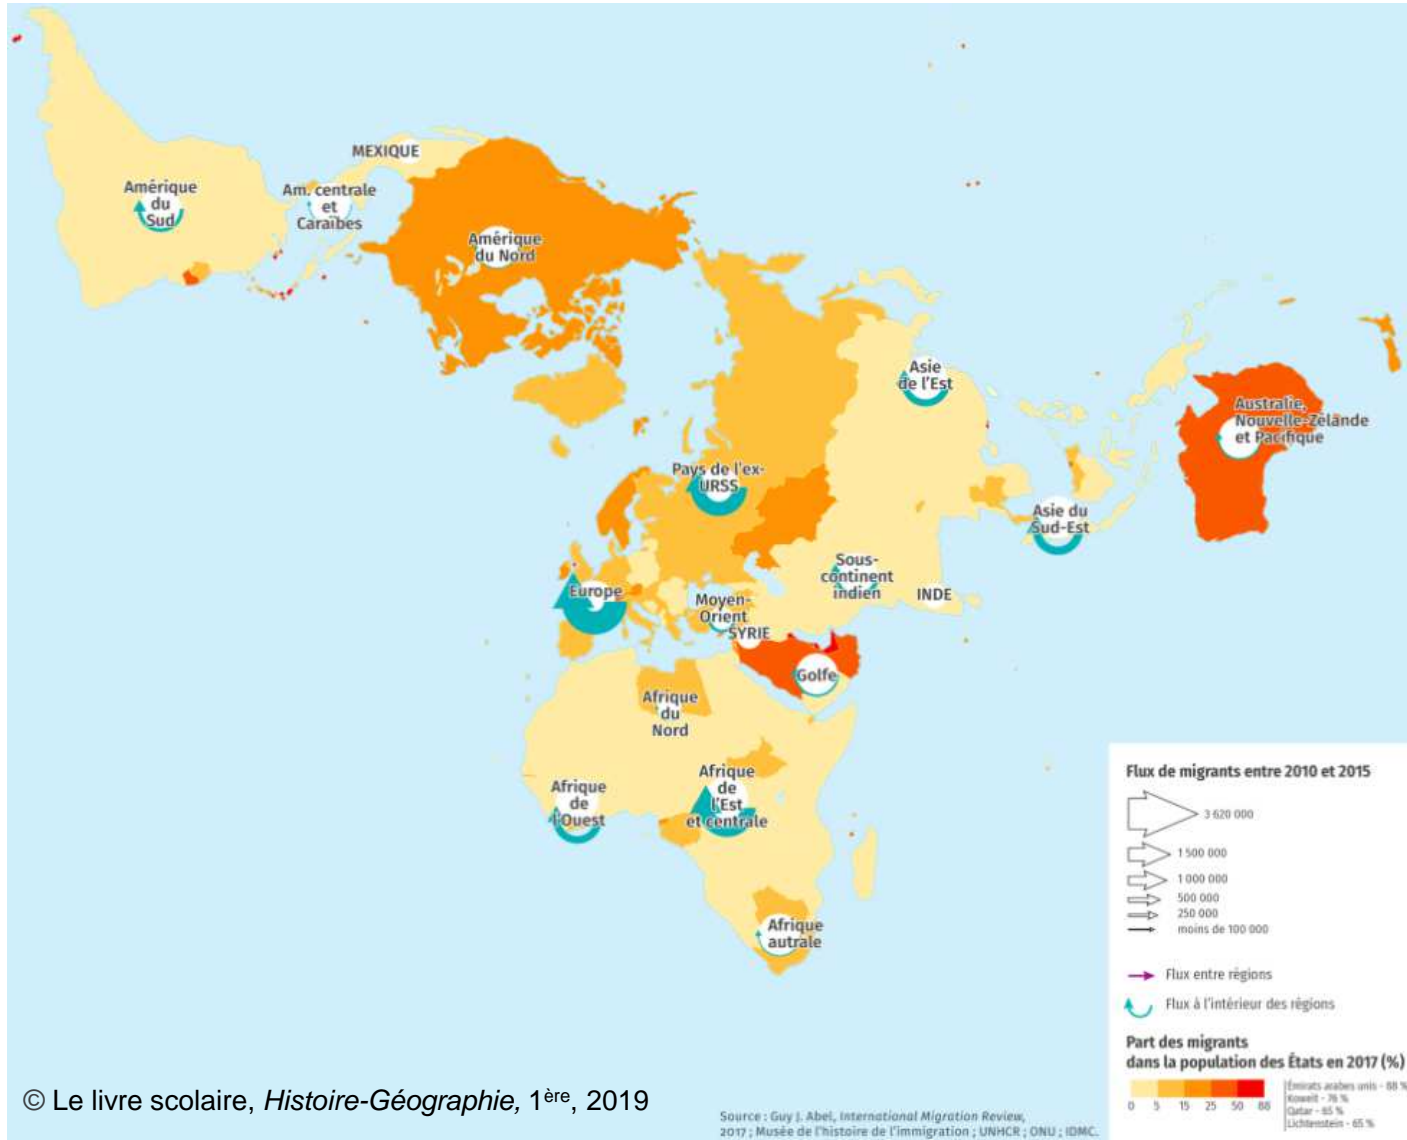 MEXIQUE
Amérique
du
Sud
Am. centrale
et
Caraïbes
Amérique
du Nord
Asie
de l'Est
Australie,
Nouvelle-Zélande
et Pacifique
Pays de l'ex-
URSS
Asie du
Sud-Est
Sous-
continent
indien
INDE
Europe
Moyen-
Orient
SYRIE
Golfe
Afrique
du
Nord
Afrique
de
l'Ouest
Afrique
de
l'Est
et centrale
Afrique
autrale
Flux de migrants entre 2010 et 2015
3 620 000
1 500 000
1 000 000
500 000
250 000
moins de 100 000
Flux entre régions
Flux à l'intérieur des régions
Part des migrants
dans la population des États en 2017 (%)
0 5 15 25 50 88
Émirats arabes unis - 88 %
Koweit - 76 %
Qatar - 65 %
Lichtenstein - 65 %
© Le livre scolaire, Histoire-Géographie, 1ère, 2019
Source : Guy J. Abel, International Migration Review,
2017 ; Musée de l'histoire de l'immigration ; UNHCR ; ONU ; IDMC.